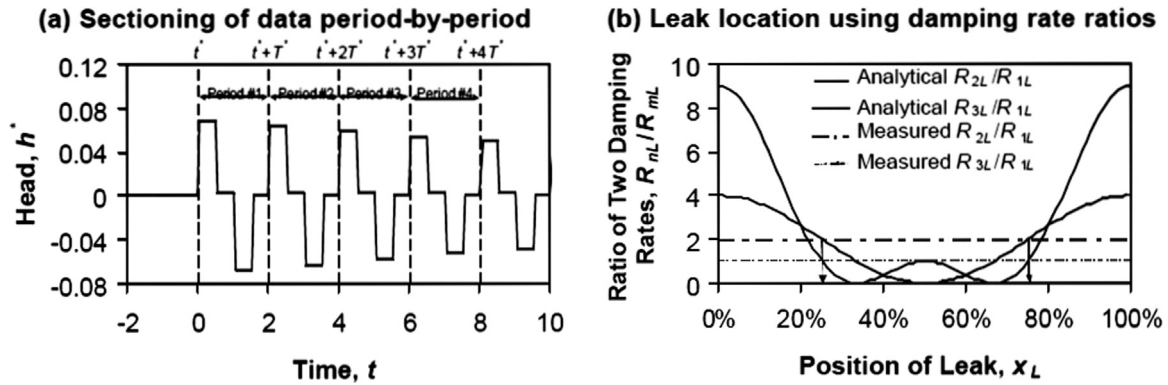 (a) Sectioning of data period-by-period
t* t*+T* t*+2T* t*+3T* t*+4T*
0.12
0.08
0.04
0
-0.04
-0.08
Period #1 Period #2 Period #3 Period #4
Head, h*
-2 0 2 4 6 8 10
Time, t
(b) Leak location using damping rate ratios
10
8
6
4
2
0
Ratio of Two Damping
Rates, RnL/RmL
Analytical R2L/R1L
Analytical R3L/R1L
Measured R2L/R1L
Measured R3L/R1L
0% 20% 40% 60% 80% 100%
Position of Leak, xL